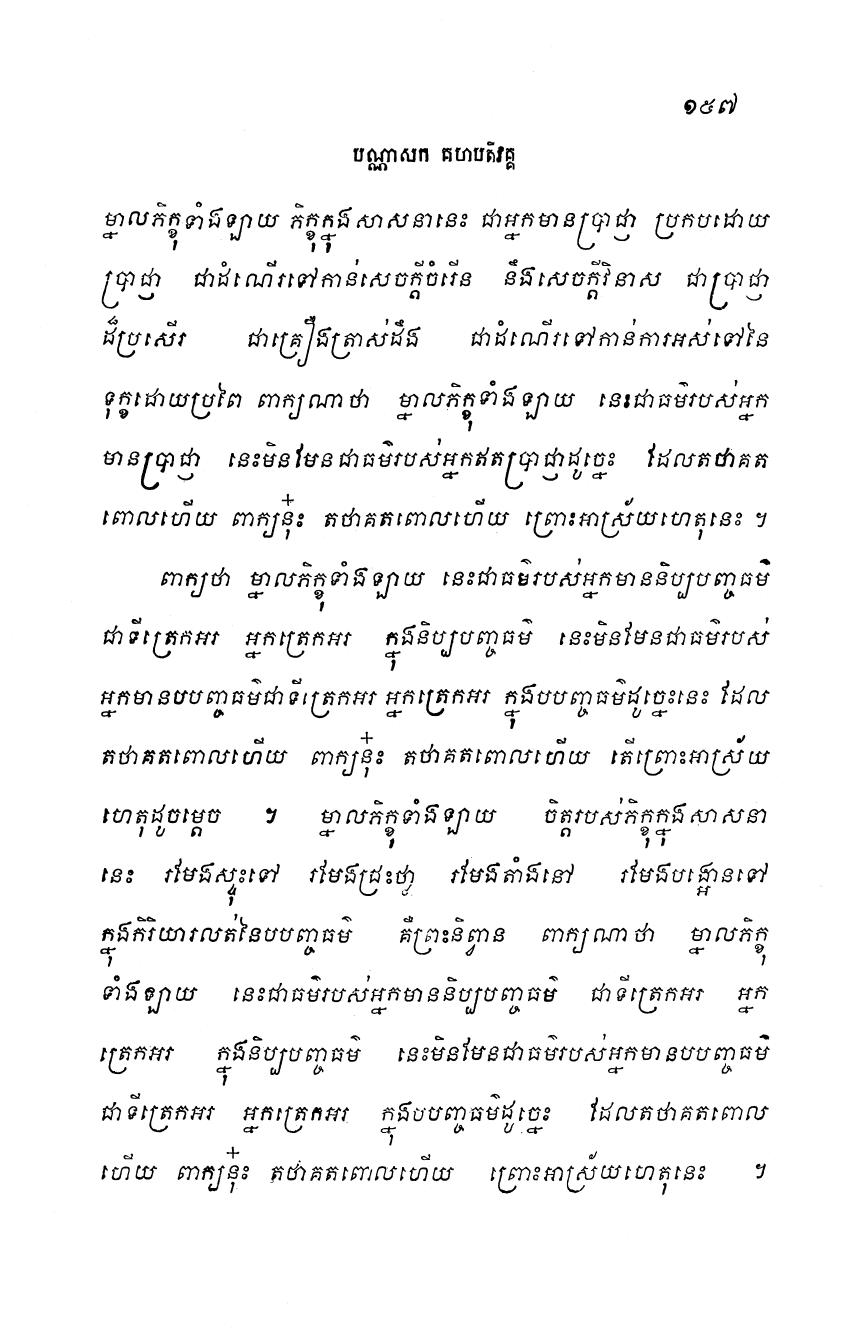 ១៥៧
បណ្ណាសក គហបតិវគ្គ
ម្នាលភិក្ខុទាំងឡាយ ភិក្ខុក្នុងសាសនានេះ ជាអ្នកមានប្រាជ្ញា ប្រកបដោយ
ប្រាជ្ញា ជាដំណើរទៅកាន់សេចក្តីចំរើន នឹងសេចក្តីវិនាស ជាប្រាជ្ញា
ដ៏ប្រសើរ ជាគ្រឿងត្រាស់ដឹង ជាដំណើរទៅកាន់ការអស់ទៅនៃ
ទុក្ខដោយប្រពៃ ពាក្យណាថា ម្នាលភិក្ខុទាំងឡាយ នេះជាធម៌របស់អ្នក
មានប្រាជ្ញា នេះមិនមែនជាធម៌របស់អ្នកឥតប្រាជ្ញាដូច្នេះ ដែលតថាគត
ពោលហើយ ពាក្យនុ៎ះ តថាគតពោលហើយ ព្រោះអាស្រ័យហេតុនេះ ។
ពាក្យថា ម្នាលភិក្ខុទាំងឡាយ នេះជាធម៌របស់អ្នកមាននិប្បបញ្ចធម៌
ជាទីត្រេកអរ អ្នកត្រេកអរ ក្នុងនិប្បបញ្ចធម៌ នេះមិនមែនជាធម៌របស់
អ្នកមានបបញ្ចធម៌ជាទីត្រេកអរ អ្នកត្រេកអរ ក្នុងបបញ្ចធម៌ដូច្នេះនេះ ដែល
តថាគតពោលហើយ ពាក្យនុ៎ះ តថាគតពោលហើយ តើព្រោះអាស្រ័យ
ហេតុដូចម្តេច ។ ម្នាលភិក្ខុទាំងឡាយ ចិត្តរបស់ភិក្ខុក្នុងសាសនា
នេះ រមែងស្ទុះទៅ រមែងជ្រះថ្លា រមែងតាំងនៅ រមែងបង្អោនទៅ
ក្នុងកិរិយារលត់នៃបបញ្ចធម៌ គឺព្រះនិព្វាន ពាក្យណាថា ម្នាលភិក្ខុ
ទាំងឡាយ នេះជាធម៌របស់អ្នកមាននិប្បបញ្ចធម៌ ជាទីត្រេកអរ អ្នក
ត្រេកអរ ក្នុងនិប្បបញ្ចធម៌ នេះមិនមែនជាធម៌របស់អ្នកមានបបញ្ចធម៌
ជាទីត្រេកអរ អ្នកត្រេកអរ ក្នុងបបញ្ចធម៌ដូច្នេះ ដែលតថាគតពោល
ហើយ ពាក្យនុ៎ះ តថាគតពោលហើយ ព្រោះអាស្រ័យហេតុនេះ ។